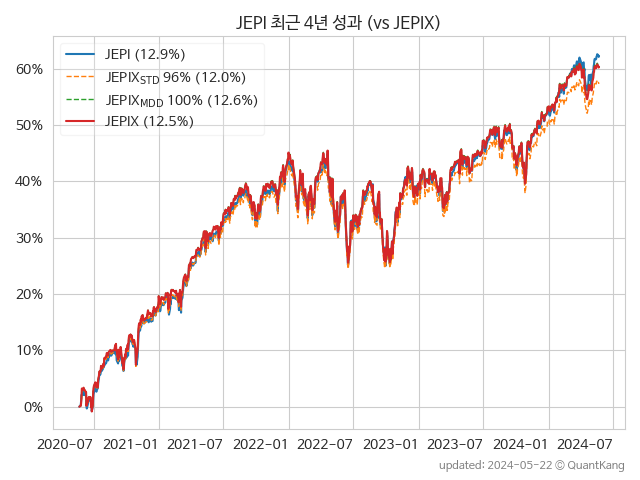 JEPI 최근 4년 성과 (vs JEPIX)
JEPI (12.9%)
JEPIXSTD 96% (12.0%)
JEPIXMDD 100% (12.6%)
JEPIX (12.5%)
60%
50%
40%
30%
20%
10%
0%
2020-07 2021-01 2021-07 2022-01 2022-07 2023-01 2023-07 2024-01 2024-07
updated: 2024-05-22 © QuantKang